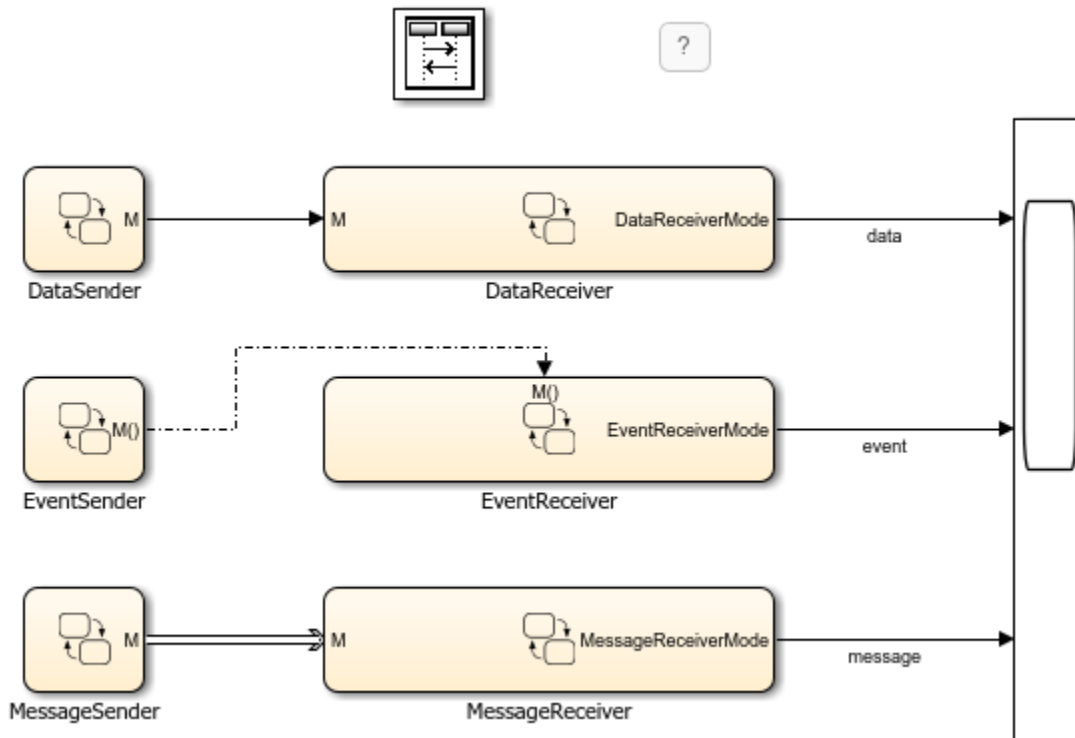 ?
M
M
DataReceiverMode
data
DataSender
DataReceiver
M()
M()
EventReceiverMode
event
EventSender
EventReceiver
M
M
MessageReceiverMode
message
MessageSender
MessageReceiver